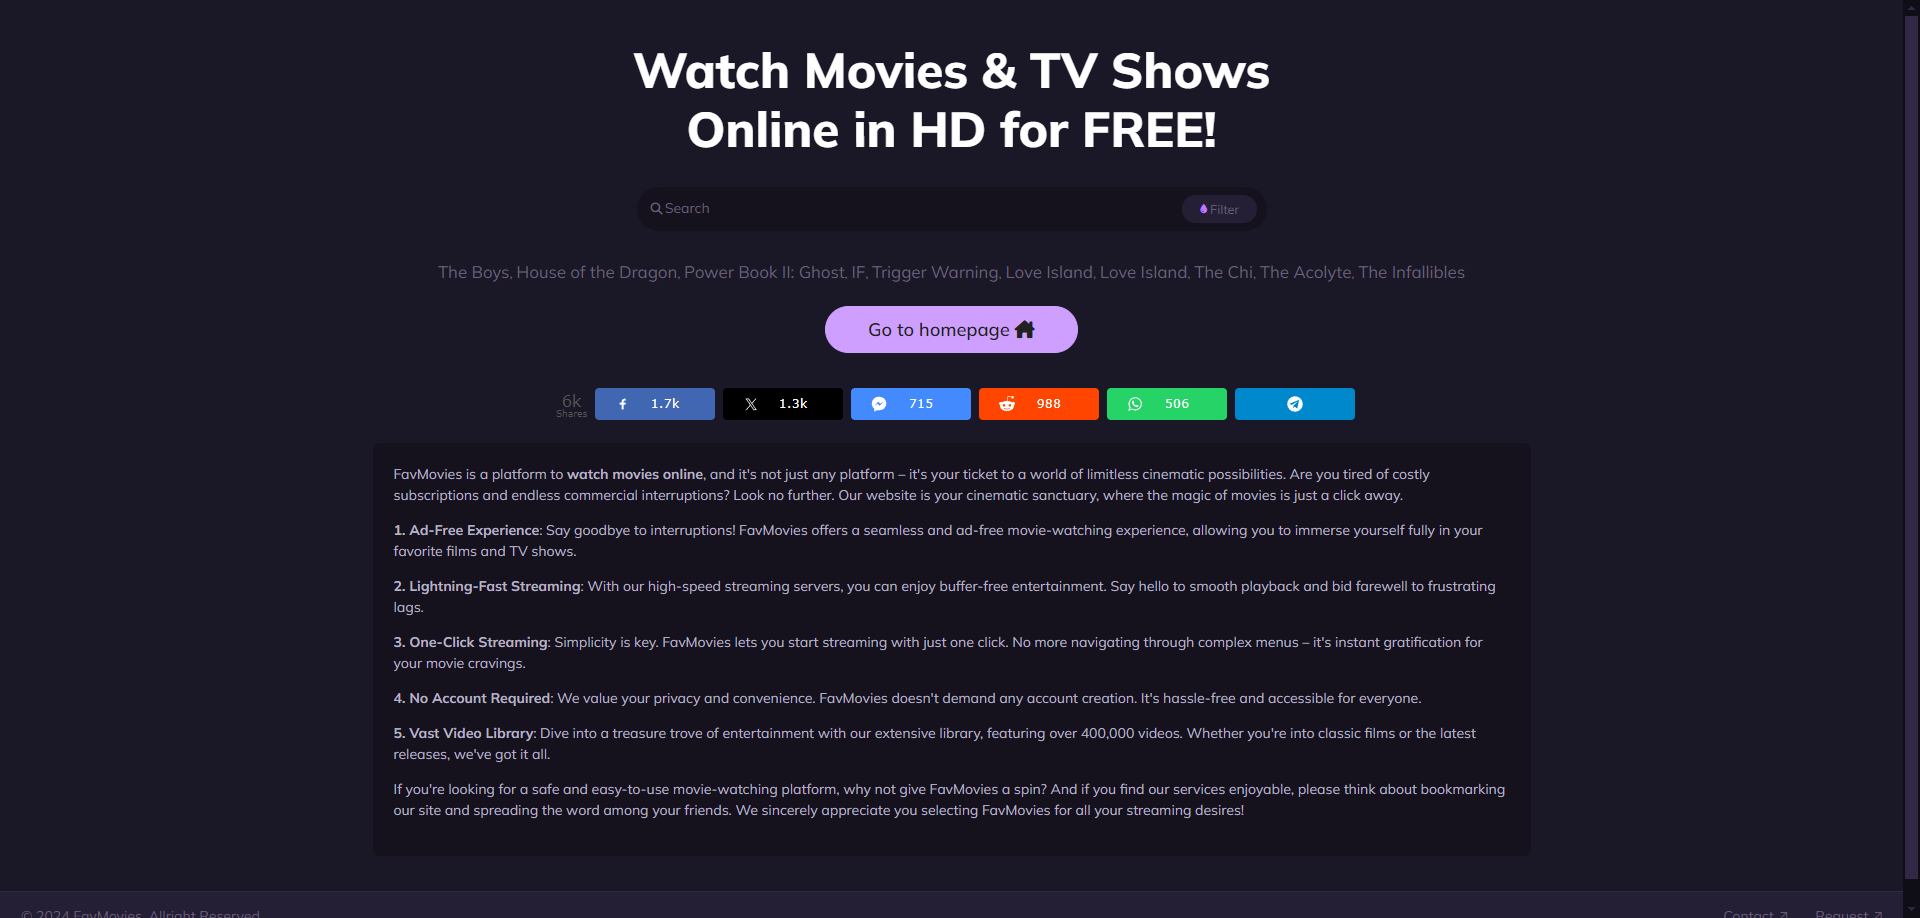 Watch Movies & TV Shows
Online in HD for FREE!
Search
Filter
The Boys, House of the Dragon, Power Book II: Ghost, IF, Trigger Warning, Love Island, Love Island, The Chi, The Acolyte, The Infallibles
Go to homepage
6k
Shares
1.7k
1.3k
715
988
506
FavMovies is a platform to watch movies online, and it's not just any platform – it's your ticket to a world of limitless cinematic possibilities. Are you tired of costly
subscriptions and endless commercial interruptions? Look no further. Our website is your cinematic sanctuary, where the magic of movies is just a click away.
1. Ad-Free Experience: Say goodbye to interruptions! FavMovies offers a seamless and ad-free movie-watching experience, allowing you to immerse yourself fully in your
favorite films and TV shows.
2. Lightning-Fast Streaming: With our high-speed streaming servers, you can enjoy buffer-free entertainment. Say hello to smooth playback and bid farewell to frustrating
lags.
3. One-Click Streaming: Simplicity is key. FavMovies lets you start streaming with just one click. No more navigating through complex menus – it's instant gratification for
your movie cravings.
4. No Account Required: We value your privacy and convenience. FavMovies doesn't demand any account creation. It's hassle-free and accessible for everyone.
5. Vast Video Library: Dive into a treasure trove of entertainment with our extensive library, featuring over 400,000 videos. Whether you're into classic films or the latest
releases, we've got it all.
If you're looking for a safe and easy-to-use movie-watching platform, why not give FavMovies a spin? And if you find our services enjoyable, please think about bookmarking
our site and spreading the word among your friends. We sincerely appreciate you selecting FavMovies for all your streaming desires!
© 2024 FavMovies. Allright Reserved.
Contact
Request